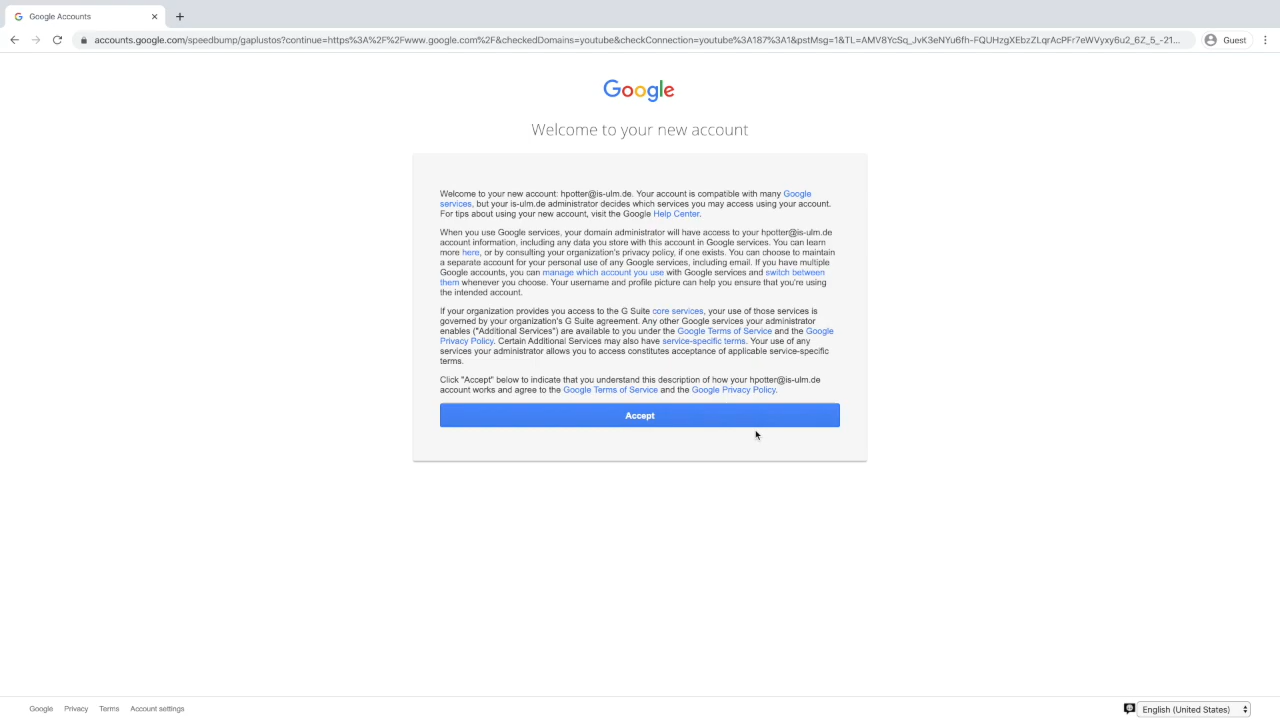 Google Accounts
accounts.google.com/speedbump/gaplustos?continue=https%3A%2F%2Fwww.google.com%2F&checkedDomains=youtube&checkConnection=youtube%3A187%3A1&pstMsg=1&TL=AMV8YcSq_JvK3eNYu6fh-FQUHzgXEbzZLqrAcPFr7eWVyxy6u2_6Z_5_-21...
Guest
Google
Welcome to your new account
Welcome to your new account: hpotter@is-ulm.de. Your account is compatible with many Google
services, but your is-ulm.de administrator decides which services you may access using your account.
For tips about using your new account, visit the Google Help Center.
When you use Google services, your domain administrator will have access to your hpotter@is-ulm.de
account information, including any data you store with this account in Google services. You can learn
more here, or by consulting your organization's privacy policy, if one exists. You can choose to maintain
a separate account for your personal use of any Google services, including email. If you have multiple
Google accounts, you can manage which account you use with Google services and switch between
them whenever you choose. Your username and profile picture can help you ensure that you're using
the intended account.
If your organization provides you access to the G Suite core services, your use of those services is
governed by your organization's G Suite agreement. Any other Google services your administrator
enables ("Additional Services") are available to you under the Google Terms of Service and the Google
Privacy Policy. Certain Additional Services may also have service-specific terms. Your use of any
services your administrator allows you to access constitutes acceptance of applicable service-specific
terms.
Click "Accept" below to indicate that you understand this description of how your hpotter@is-ulm.de
account works and agree to the Google Terms of Service and the Google Privacy Policy.
Accept
Google Privacy Terms Account settings
English (United States)